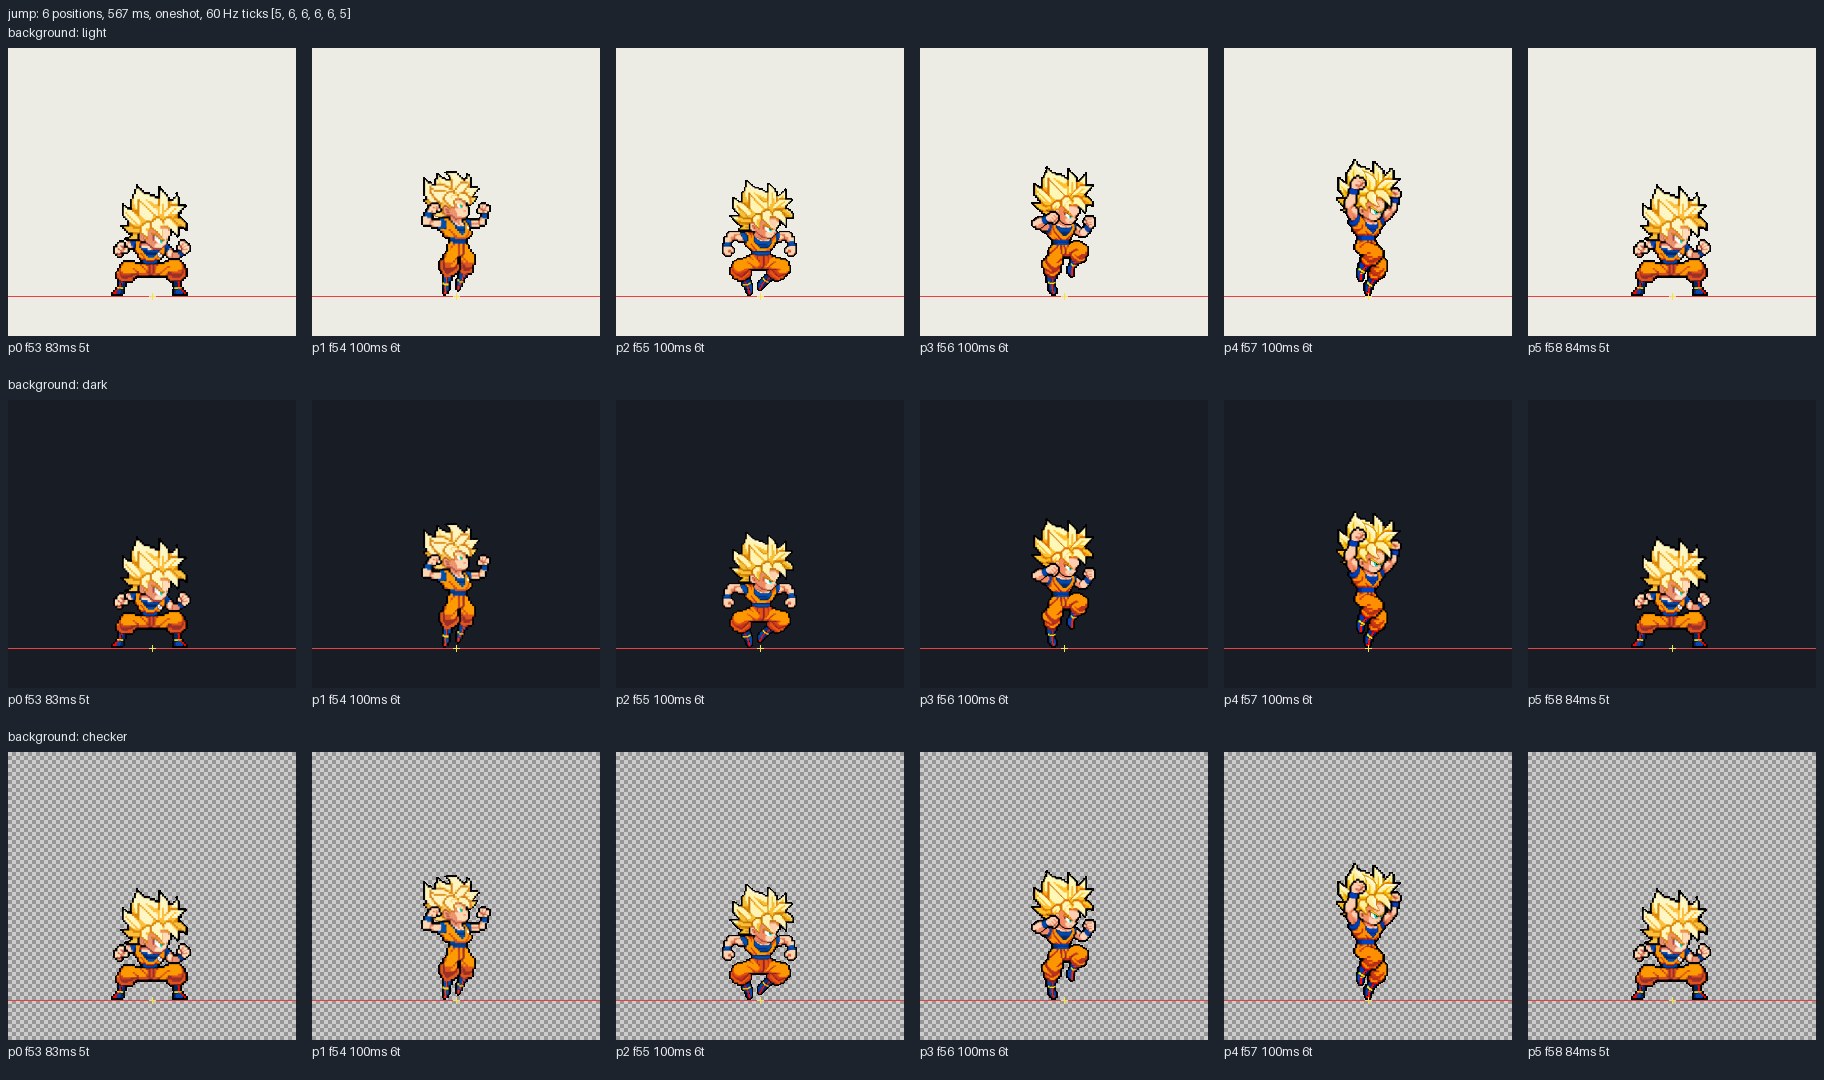 jump: 6 positions, 567 ms, oneshot, 60 Hz ticks [5, 6, 6, 6, 6, 5]
background: light
p0 f53 83ms 5t
p1 f54 100ms 6t
p2 f55 100ms 6t
p3 f56 100ms 6t
p4 f57 100ms 6t
p5 f58 84ms 5t
background: dark
p0 f53 83ms 5t
p1 f54 100ms 6t
p2 f55 100ms 6t
p3 f56 100ms 6t
p4 f57 100ms 6t
p5 f58 84ms 5t
background: checker
p0 f53 83ms 5t
p1 f54 100ms 6t
p2 f55 100ms 6t
p3 f56 100ms 6t
p4 f57 100ms 6t
p5 f58 84ms 5t